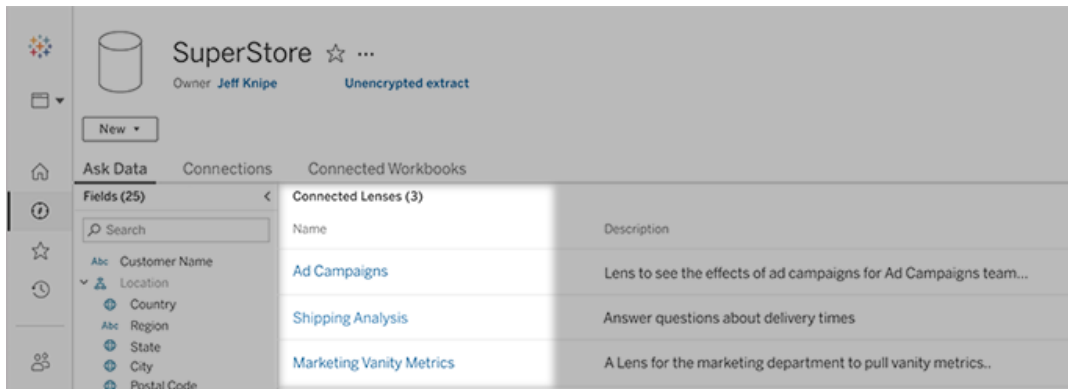 SuperStore ☆ ...
Owner Jeff Knipe Unencrypted extract
New
Ask Data Connections Connected Workbooks
Fields (25)
Search
Abc Customer Name
Location
Country
Abc Region
State
City
Postal Code
Connected Lenses (3)
Name Description
Ad Campaigns Lens to see the effects of ad campaigns for Ad Campaigns team...
Shipping Analysis Answer questions about delivery times
Marketing Vanity Metrics A Lens for the marketing department to pull vanity metrics..